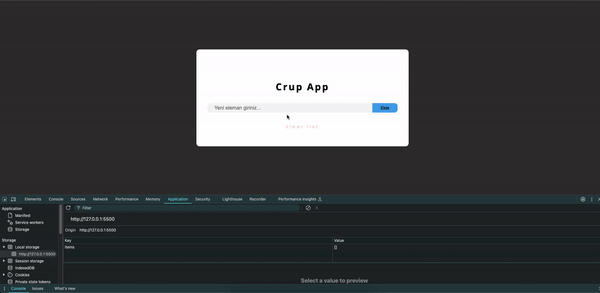 Crup App
Yeni eleman giriniz...
Ekle
clear list
Elements Console Sources Network Performance Memory Application Security Lighthouse Recorder Performance insights
Application
Manifest
Service workers
Storage
Storage
Local storage
http://127.0.0.1:5500
Session storage
IndexedDB
Cookies
Private state tokens
Filter
http://127.0.0.1:5500
Origin http://127.0.0.1:5500
Key Value
items []
Select a value to preview
Console Issues What's new